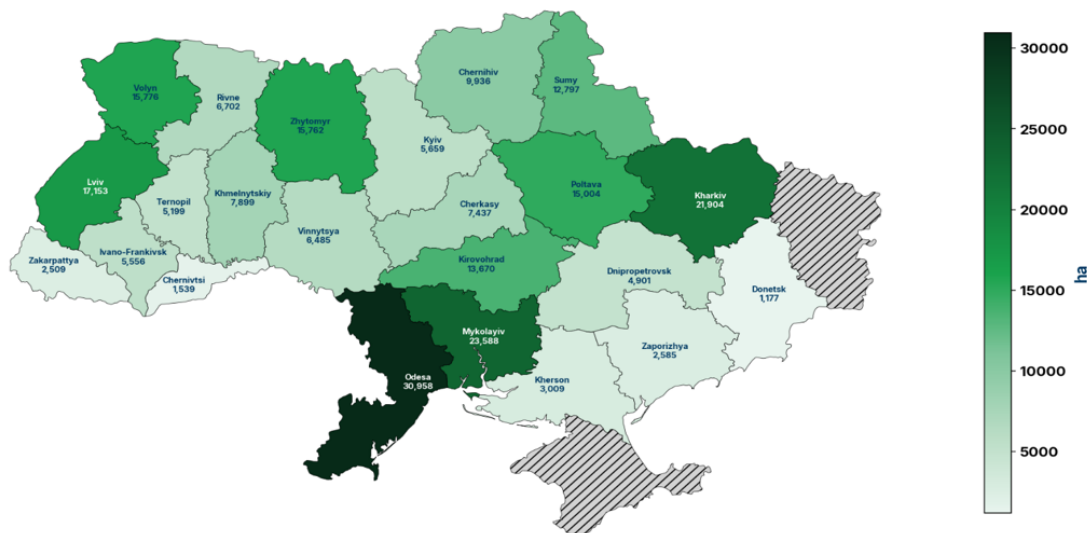 Chernihiv
9,936
Sumy
12,797
Volyn
15,776
Rivne
6,702
Zhytomyr
15,762
Kyiv
5,659
Lviv
17,153
Ternopil
5,199
Khmelnytskiy
7,899
Cherkasy
7,437
Poltava
15,004
Kharkiv
21,904
Vinnytsya
6,485
Zakarpattya
2,509
Ivano-Frankivsk
5,556
Chernivtsi
1,539
Kirovohrad
13,670
Dnipropetrovsk
4,901
Donetsk
1,177
Mykolayiv
23,588
Zaporizhya
2,585
Odesa
30,958
Kherson
3,009
30000
25000
20000
15000
10000
5000
ha